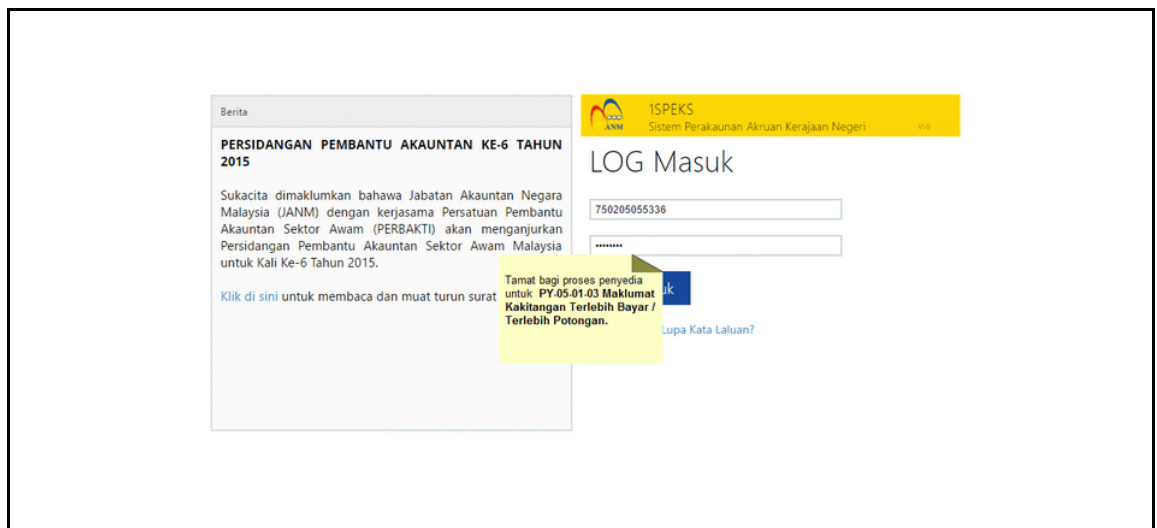 Berita
PERSIDANGAN PEMBANTU AKAUNTAN KE-6 TAHUN
2015
Sukacita dimaklumkan bahawa Jabatan Akauntan Negara
Malaysia (JANM) dengan kerjasama Persatuan Pembantu
Akauntan Sektor Awam (PERBAKTI) akan menganjurkan
Persidangan Pembantu Akauntan Sektor Awam Malaysia
untuk Kali Ke-6 Tahun 2015.
Klik di sini untuk membaca dan muat turun surat
ANM
1SPEKS
Sistem Perakaunan Akruan Kerajaan Negeri
LOG Masuk
750205055336
••••••••
uk
Lupa Kata Laluan?
Tamat bagi proses penyedia
untuk PY-05-01-03 Maklumat
Kakitangan Terlebih Bayar /
Terlebih Potongan.